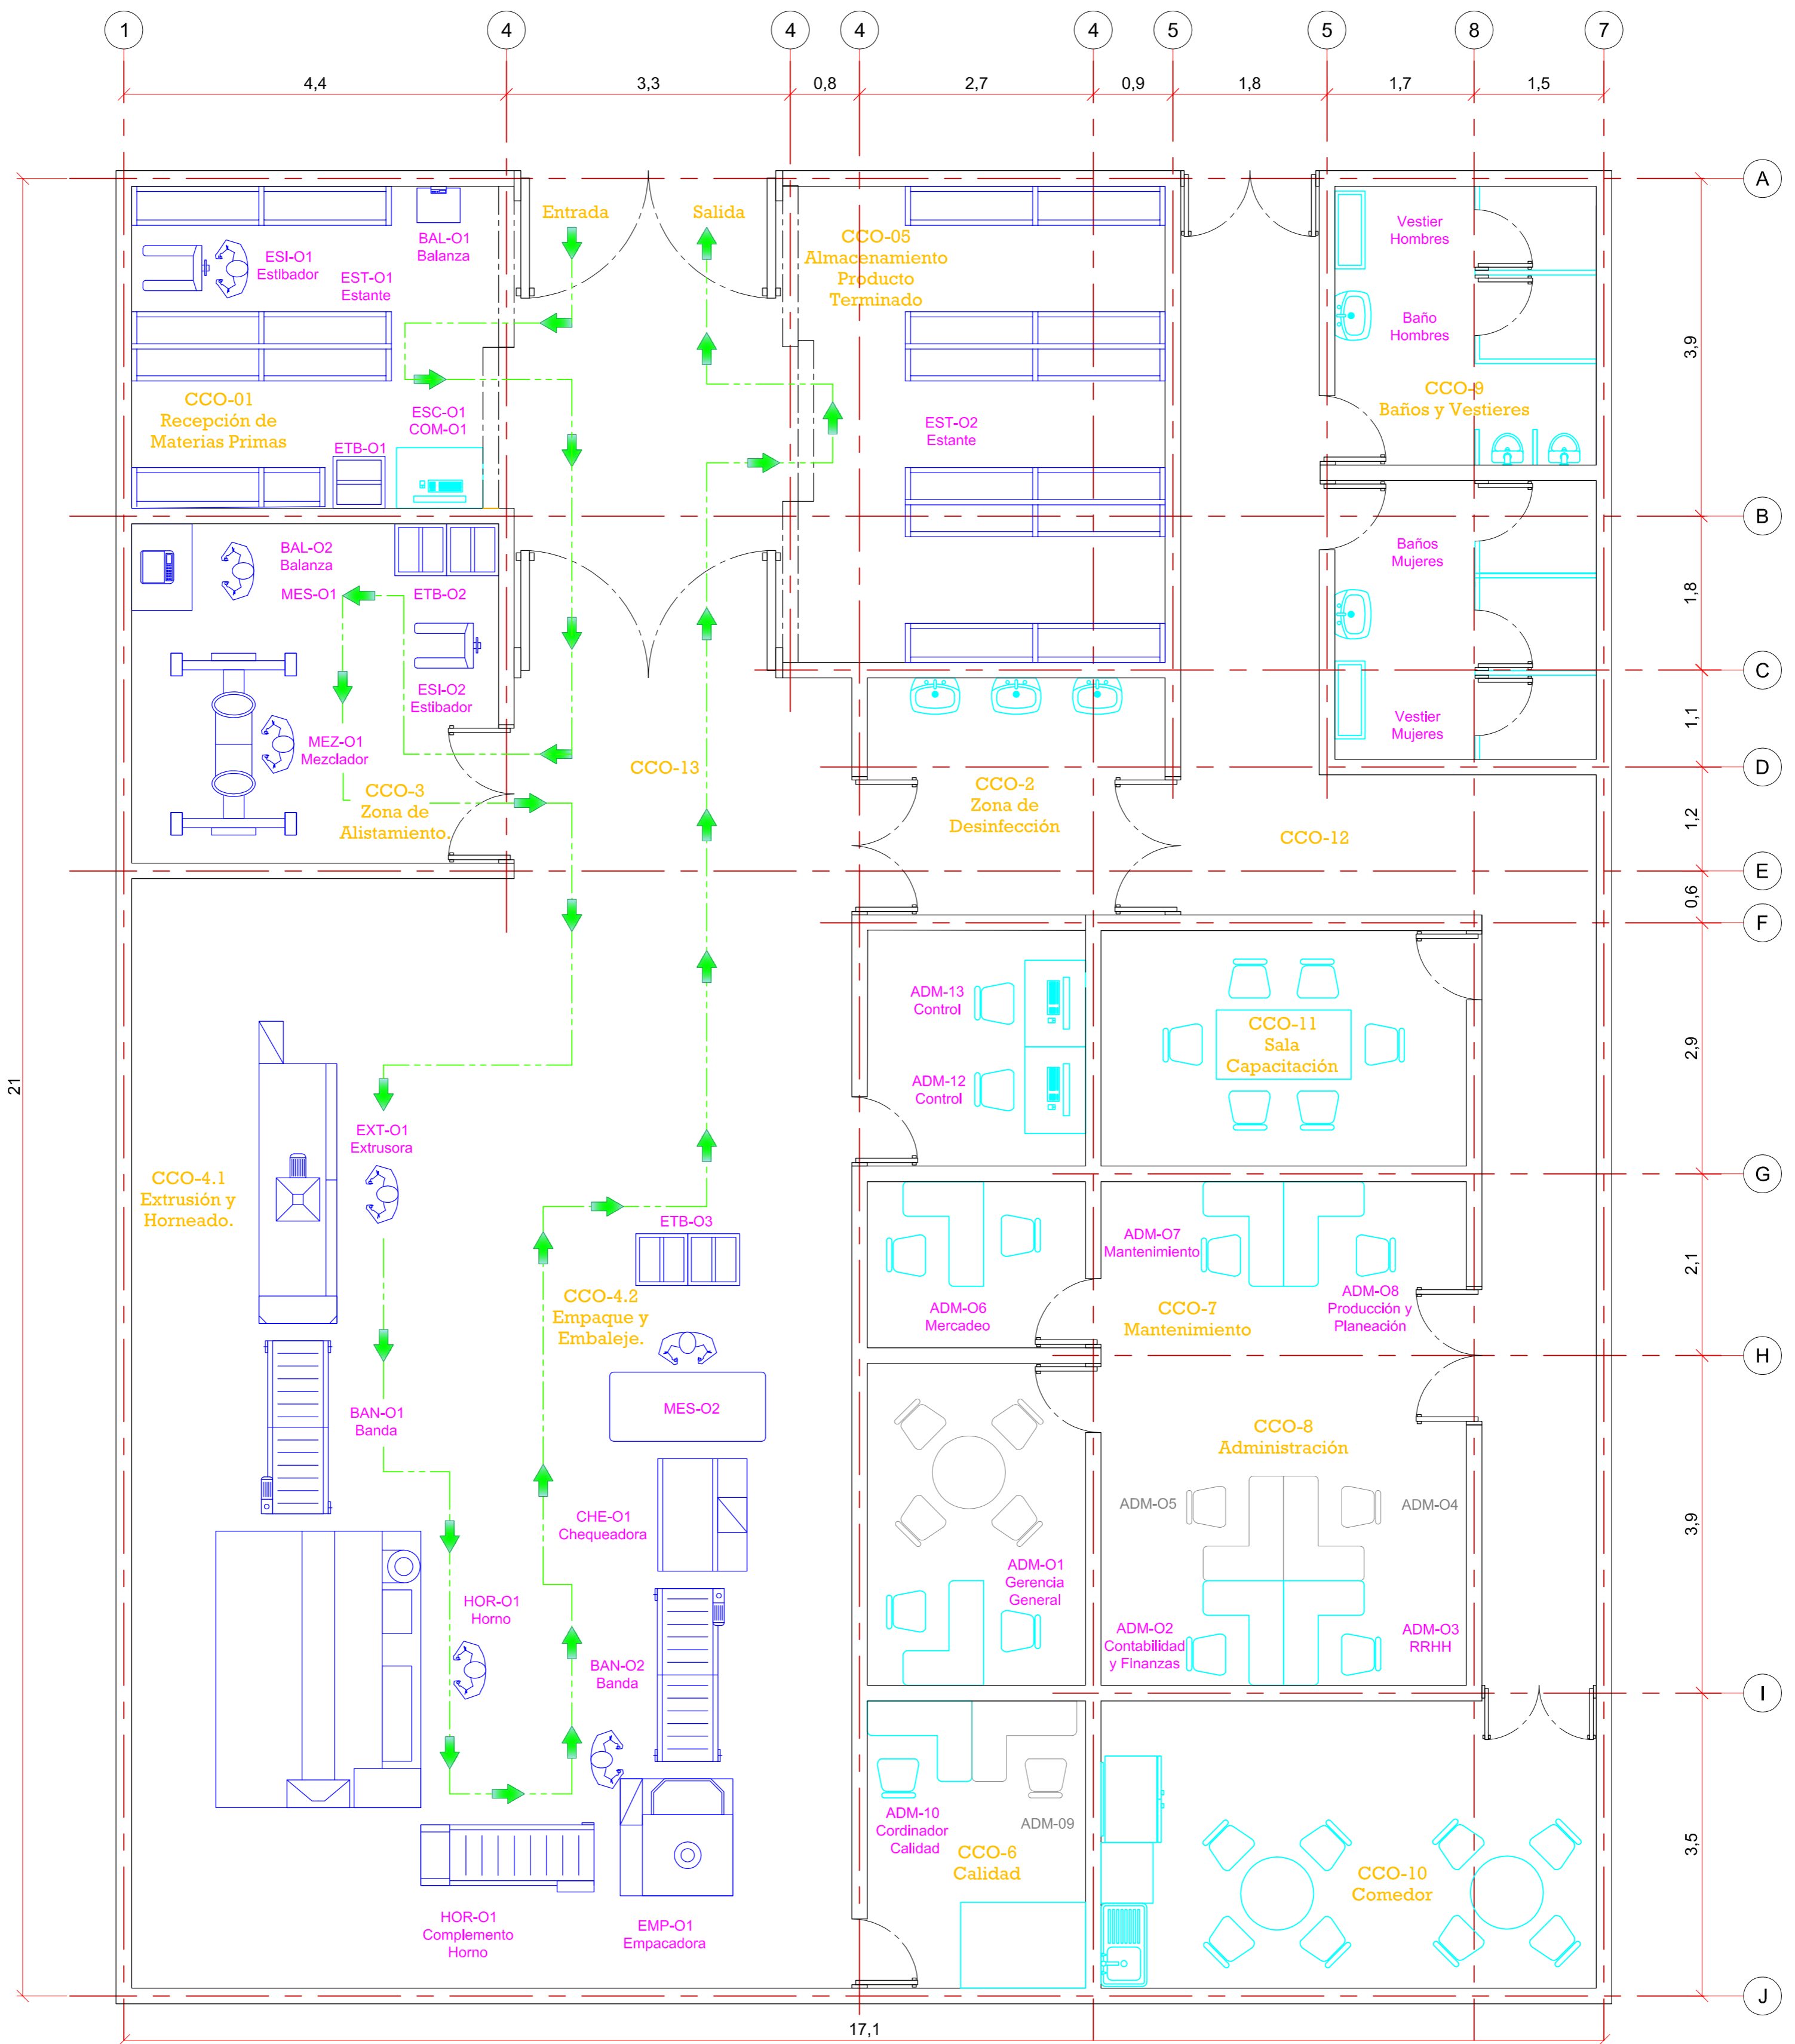 1 4 4 4 4 5 5 8 7
4,4 3,3 0,8 2,7 0,9 1,8 1,7 1,5
A
Entrada
Salida
BAL-O1
Balanza
ESI-O1
Estibador
EST-O1
Estante
CCO-05
Almacenamiento
Producto
Terminado
Vestier
Hombres
Baño
Hombres
3,9
CCO-01
Recepción de
Materias Primas
ESC-O1
COM-O1
ETB-O1
EST-O2
Estante
CCO-9
Baños y Vestieres
B
BAL-O2
Balanza
MES-O1
ETB-O2
ESI-O2
Estibador
Baños
Mujeres
1,8
C
MEZ-O1
Mezclador
CCO-3
Zona de
Alistamiento.
CCO-13
Vestier
Mujeres
1,1
D
CCO-2
Zona de
Desinfección
CCO-12
1,2
E
0,6
F
ADM-13
Control
ADM-12
Control
CCO-11
Sala
Capacitación
2,9
21
EXT-O1
Extrusora
CCO-4.1
Extrusión y
Horneado.
G
ETB-O3
CCO-4.2
Empaque y
Embaleje.
ADM-O6
Mercadeo
ADM-O7
Mantenimiento
CCO-7
Mantenimiento
ADM-O8
Producción y
Planeación
2,1
H
BAN-O1
Banda
MES-O2
CCO-8
Administración
ADM-O5
ADM-O4
CHE-O1
Chequeadora
3,9
HOR-O1
Horno
ADM-O1
Gerencia
General
ADM-O2
Contabilidad
y Finanzas
ADM-O3
RRHH
BAN-O2
Banda
I
ADM-10
Cordinador
Calidad
ADM-09
CCO-6
Calidad
CCO-10
Comedor
3,5
HOR-O1
Complemento
Horno
EMP-O1
Empacadora
J
17,1